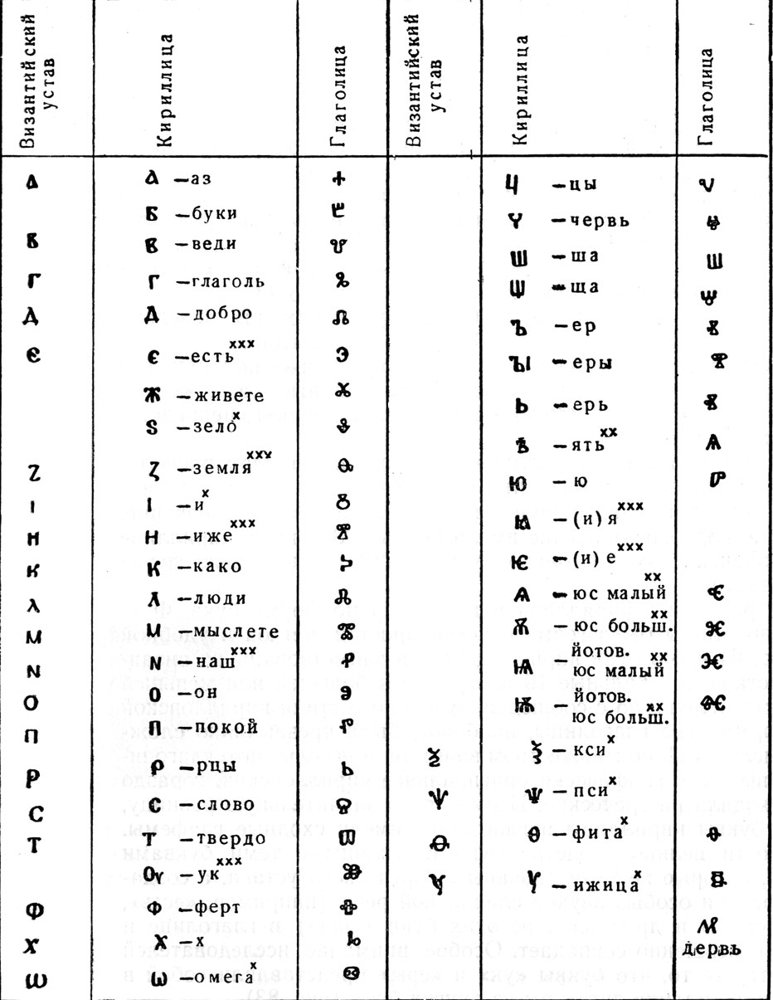 Византийский устав Кириллица Глаголица Византийский устав Кириллица Глаголица
Δ а —аз Ⰰ
Б —буки Ⰱ
В В —веди Ⰲ
Г Г —глаголь Ⰳ
Д Д —добро Ⰴ
Є Є —есть xxx Ⰵ
Ж —живете Ⰶ
Ѕ —зело x Ⰷ
Z Ζ —земля xxx Ⰸ
І І —и x Ⰻ
Н Н —иже xxx
К К —како Ⰽ
λ Л —люди Ⰾ
М М —мыслете Ⰿ
N N —наш xxx Ⱀ
О О —он Ⱁ
П П —покой Ⱂ
Р Р —рцы Ⱃ
С Є —слово Ⱄ
Т Т —твердо Ⱅ
Оү —ук xxx Ⱆ
Ф Ф —ферт Ⱇ
Х Х —х Ⱈ
Ѡ Ѡ —омега x Ⱉ
Ц —цы Ⱌ
Ч —червь Ⱍ
Ш —ша Ⱎ
Щ —ща Ⱋ
Ъ —ер Ⱏ
ЪІ —еры
Ь —ерь Ⱐ
Ѣ —ять xx Ⱑ
Ю —ю Ⱓ
Ꙗ —(и)я xxx
Ѥ —(и)е xxx
Ѧ —юс малый xx Ⱔ
Ѫ —юс больш. xx Ⱘ
Ѩ —йотов. юс малый xx Ⱗ
Ѭ —йотов. юс больш. xx Ⱙ
Ѯ Ѯ —кси x
Ѱ Ѱ —пси x
Ѳ Ѳ —фита x Ⱚ
Ѵ Ѵ —ижица x Ⱛ
Ⰼ
дервь